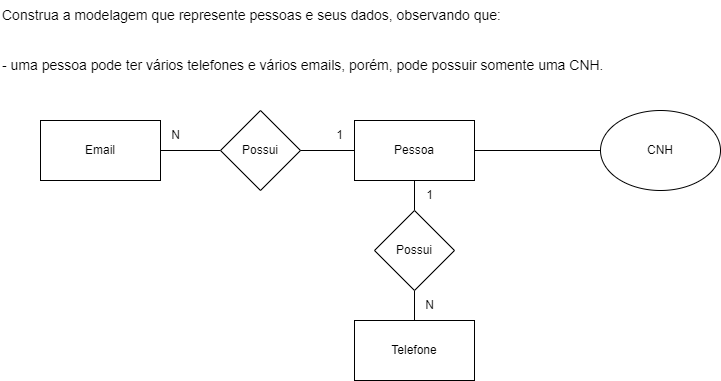 Construa a modelagem que represente pessoas e seus dados, observando que:
- uma pessoa pode ter vários telefones e vários emails, porém, pode possuir somente uma CNH.
Email
N
Possui
1
Pessoa
CNH
1
Possui
N
Telefone